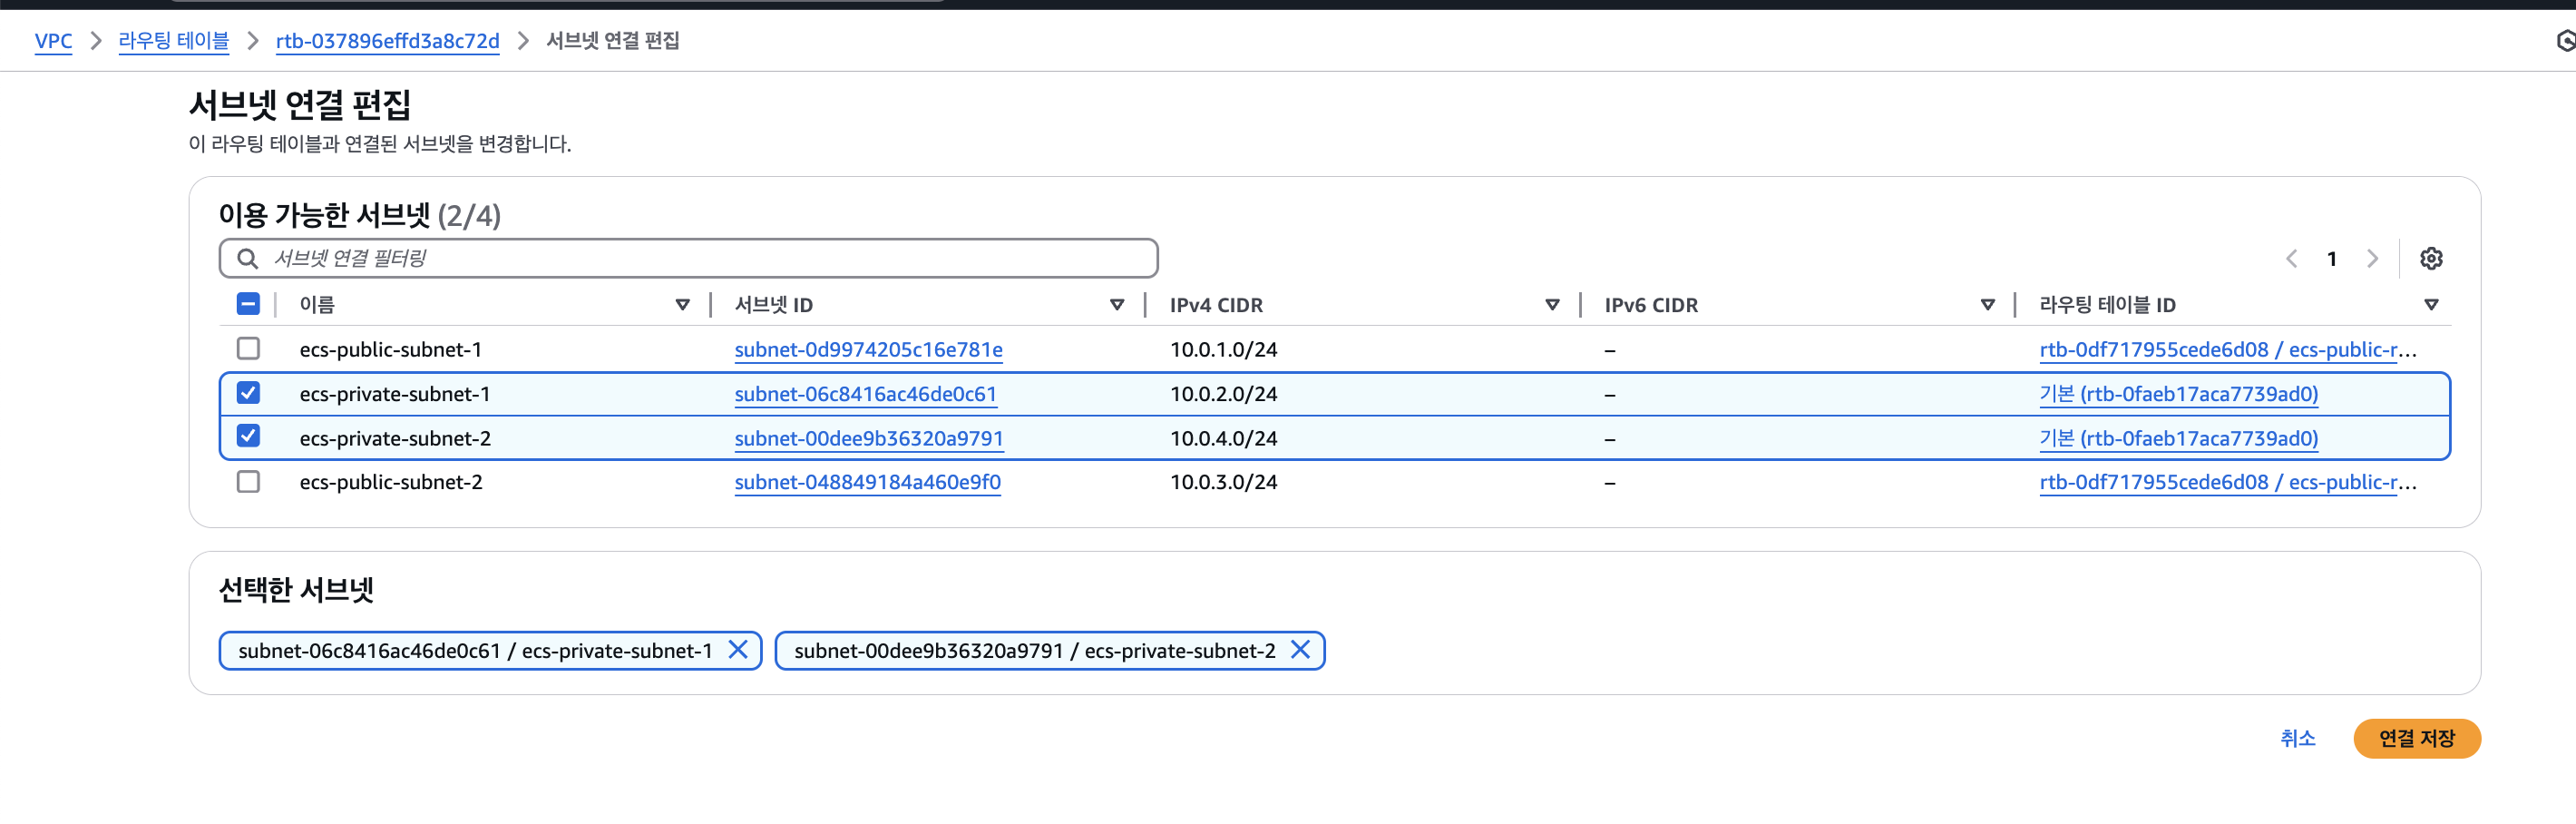 VPC > 라우팅 테이블 > rtb-037896effd3a8c72d > 서브넷 연결 편집
서브넷 연결 편집
이 라우팅 테이블과 연결된 서브넷을 변경합니다.
이용 가능한 서브넷 (2/4)
서브넷 연결 필터링
1
이름 서브넷 ID IPv4 CIDR IPv6 CIDR 라우팅 테이블 ID
ecs-public-subnet-1 subnet-0d9974205c16e781e 10.0.1.0/24 – rtb-0df717955cede6d08 / ecs-public-r...
ecs-private-subnet-1 subnet-06c8416ac46de0c61 10.0.2.0/24 – 기본 (rtb-0faeb17aca7739ad0)
ecs-private-subnet-2 subnet-00dee9b36320a9791 10.0.4.0/24 – 기본 (rtb-0faeb17aca7739ad0)
ecs-public-subnet-2 subnet-048849184a460e9f0 10.0.3.0/24 – rtb-0df717955cede6d08 / ecs-public-r...
선택한 서브넷
subnet-06c8416ac46de0c61 / ecs-private-subnet-1 subnet-00dee9b36320a9791 / ecs-private-subnet-2
취소 연결 저장